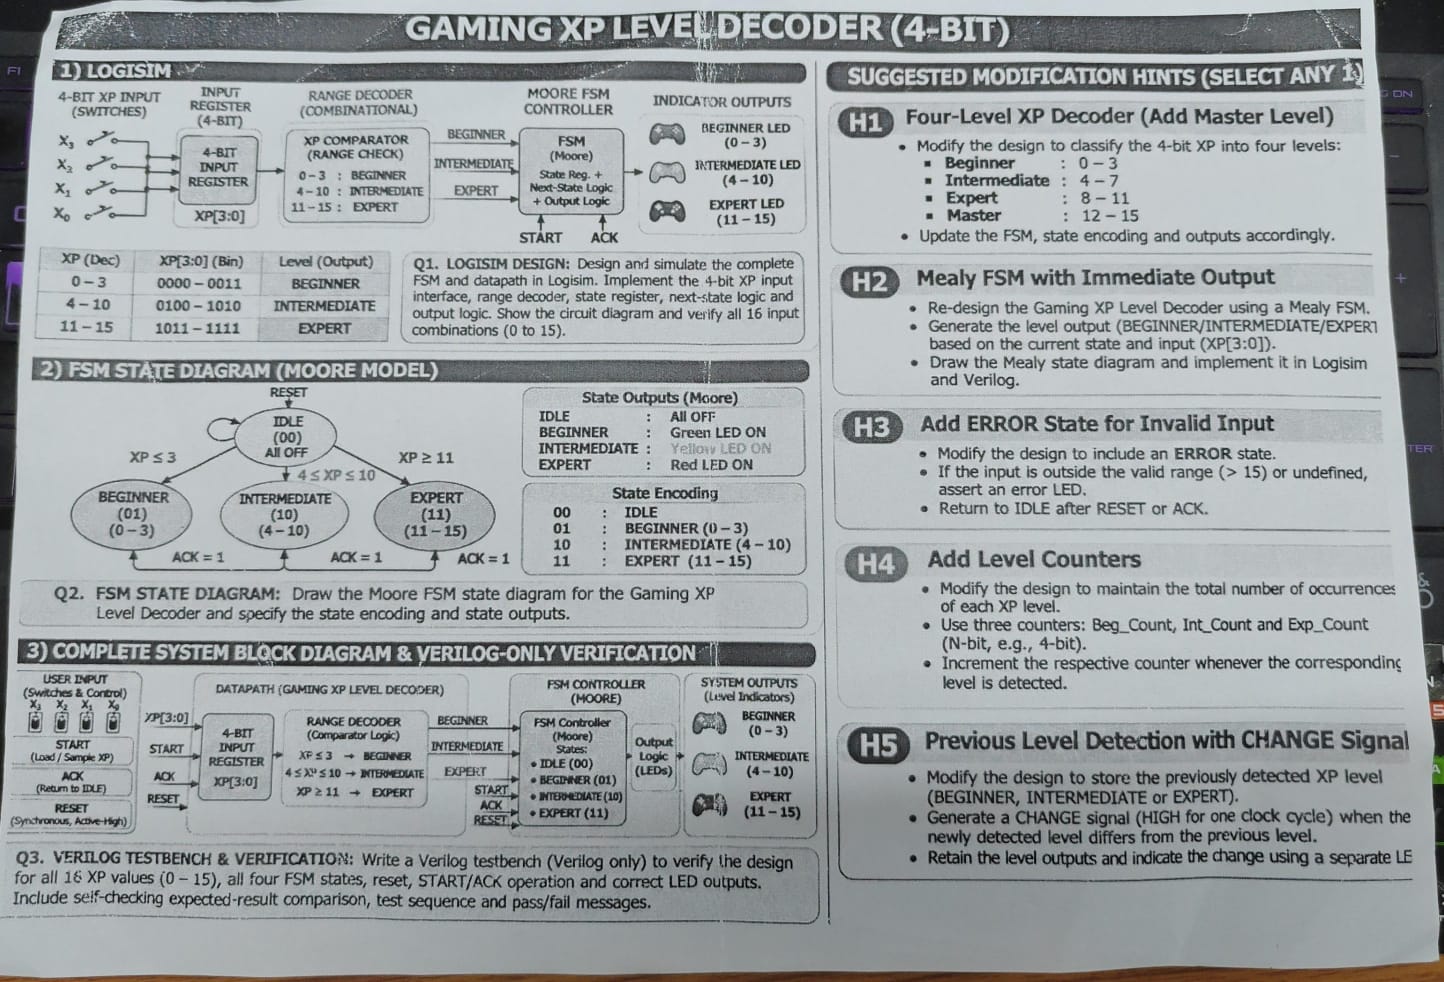 GAMING XP LEVEL DECODER (4-BIT)
1) LOGISIM
4-BIT XP INPUT
(SWITCHES)
X3
X2
X1
X0
INPUT
REGISTER
(4-BIT)
4-BIT
INPUT
REGISTER
XP[3:0]
RANGE DECODER
(COMBINATIONAL)
XP COMPARATOR
(RANGE CHECK)
0 – 3 : BEGINNER
4 – 10 : INTERMEDIATE
11 – 15 : EXPERT
BEGINNER
INTERMEDIATE
EXPERT
MOORE FSM
CONTROLLER
FSM
(Moore)
State Reg. +
Next-State Logic
+ Output Logic
START ACK
INDICATOR OUTPUTS
BEGINNER LED
(0 – 3)
INTERMEDIATE LED
(4 – 10)
EXPERT LED
(11 – 15)
XP (Dec) XP[3:0] (Bin) Level (Output)
0 – 3 0000 – 0011 BEGINNER
4 – 10 0100 – 1010 INTERMEDIATE
11 – 15 1011 – 1111 EXPERT
Q1. LOGISIM DESIGN: Design and simulate the complete
FSM and datapath in Logisim. Implement the 4-bit XP input
interface, range decoder, state register, next-state logic and
output logic. Show the circuit diagram and verify all 16 input
combinations (0 to 15).
2) FSM STATE DIAGRAM (MOORE MODEL)
RESET
IDLE
(00)
All OFF
XP ≤ 3
4 ≤ XP ≤ 10
XP ≥ 11
BEGINNER
(01)
(0 – 3)
INTERMEDIATE
(10)
(4 – 10)
EXPERT
(11)
(11 – 15)
ACK = 1 ACK = 1 ACK = 1
State Outputs (Moore)
IDLE : All OFF
BEGINNER : Green LED ON
INTERMEDIATE : Yellow LED ON
EXPERT : Red LED ON
State Encoding
00 : IDLE
01 : BEGINNER (0 – 3)
10 : INTERMEDIATE (4 – 10)
11 : EXPERT (11 – 15)
Q2. FSM STATE DIAGRAM: Draw the Moore FSM state diagram for the Gaming XP
Level Decoder and specify the state encoding and state outputs.
3) COMPLETE SYSTEM BLOCK DIAGRAM & VERILOG-ONLY VERIFICATION
USER INPUT
(Switches & Control)
X3 X2 X1 X0
START
(Load / Sample XP)
ACK
(Return to IDLE)
RESET
(Synchronous, Active-High)
XP[3:0]
START
ACK
RESET
DATAPATH (GAMING XP LEVEL DECODER)
4-BIT
INPUT
REGISTER
XP[3:0]
RANGE DECODER
(Comparator Logic)
XP ≤ 3 → BEGINNER
4 ≤ XP ≤ 10 → INTERMEDIATE
XP ≥ 11 → EXPERT
BEGINNER
INTERMEDIATE
EXPERT
START
ACK
RESET
FSM CONTROLLER
(MOORE)
FSM Controller
(Moore)
States:
• IDLE (00)
• BEGINNER (01)
• INTERMEDIATE (10)
• EXPERT (11)
Output
Logic
(LEDs)
SYSTEM OUTPUTS
(Level Indicators)
BEGINNER
(0 – 3)
INTERMEDIATE
(4 – 10)
EXPERT
(11 – 15)
Q3. VERILOG TESTBENCH & VERIFICATION: Write a Verilog testbench (Verilog only) to verify the design
for all 16 XP values (0 – 15), all four FSM states, reset, START/ACK operation and correct LED outputs.
Include self-checking expected-result comparison, test sequence and pass/fail messages.
SUGGESTED MODIFICATION HINTS (SELECT ANY 1)
H1 Four-Level XP Decoder (Add Master Level)
• Modify the design to classify the 4-bit XP into four levels:
▪ Beginner : 0 – 3
▪ Intermediate : 4 – 7
▪ Expert : 8 – 11
▪ Master : 12 – 15
• Update the FSM, state encoding and outputs accordingly.
H2 Mealy FSM with Immediate Output
• Re-design the Gaming XP Level Decoder using a Mealy FSM.
• Generate the level output (BEGINNER/INTERMEDIATE/EXPERT
based on the current state and input (XP[3:0]).
• Draw the Mealy state diagram and implement it in Logisim
and Verilog.
H3 Add ERROR State for Invalid Input
• Modify the design to include an ERROR state.
• If the input is outside the valid range (> 15) or undefined,
assert an error LED.
• Return to IDLE after RESET or ACK.
H4 Add Level Counters
• Modify the design to maintain the total number of occurrences
of each XP level.
• Use three counters: Beg_Count, Int_Count and Exp_Count
(N-bit, e.g., 4-bit).
• Increment the respective counter whenever the corresponding
level is detected.
H5 Previous Level Detection with CHANGE Signal
• Modify the design to store the previously detected XP level
(BEGINNER, INTERMEDIATE or EXPERT).
• Generate a CHANGE signal (HIGH for one clock cycle) when the
newly detected level differs from the previous level.
• Retain the level outputs and indicate the change using a separate LE
F1